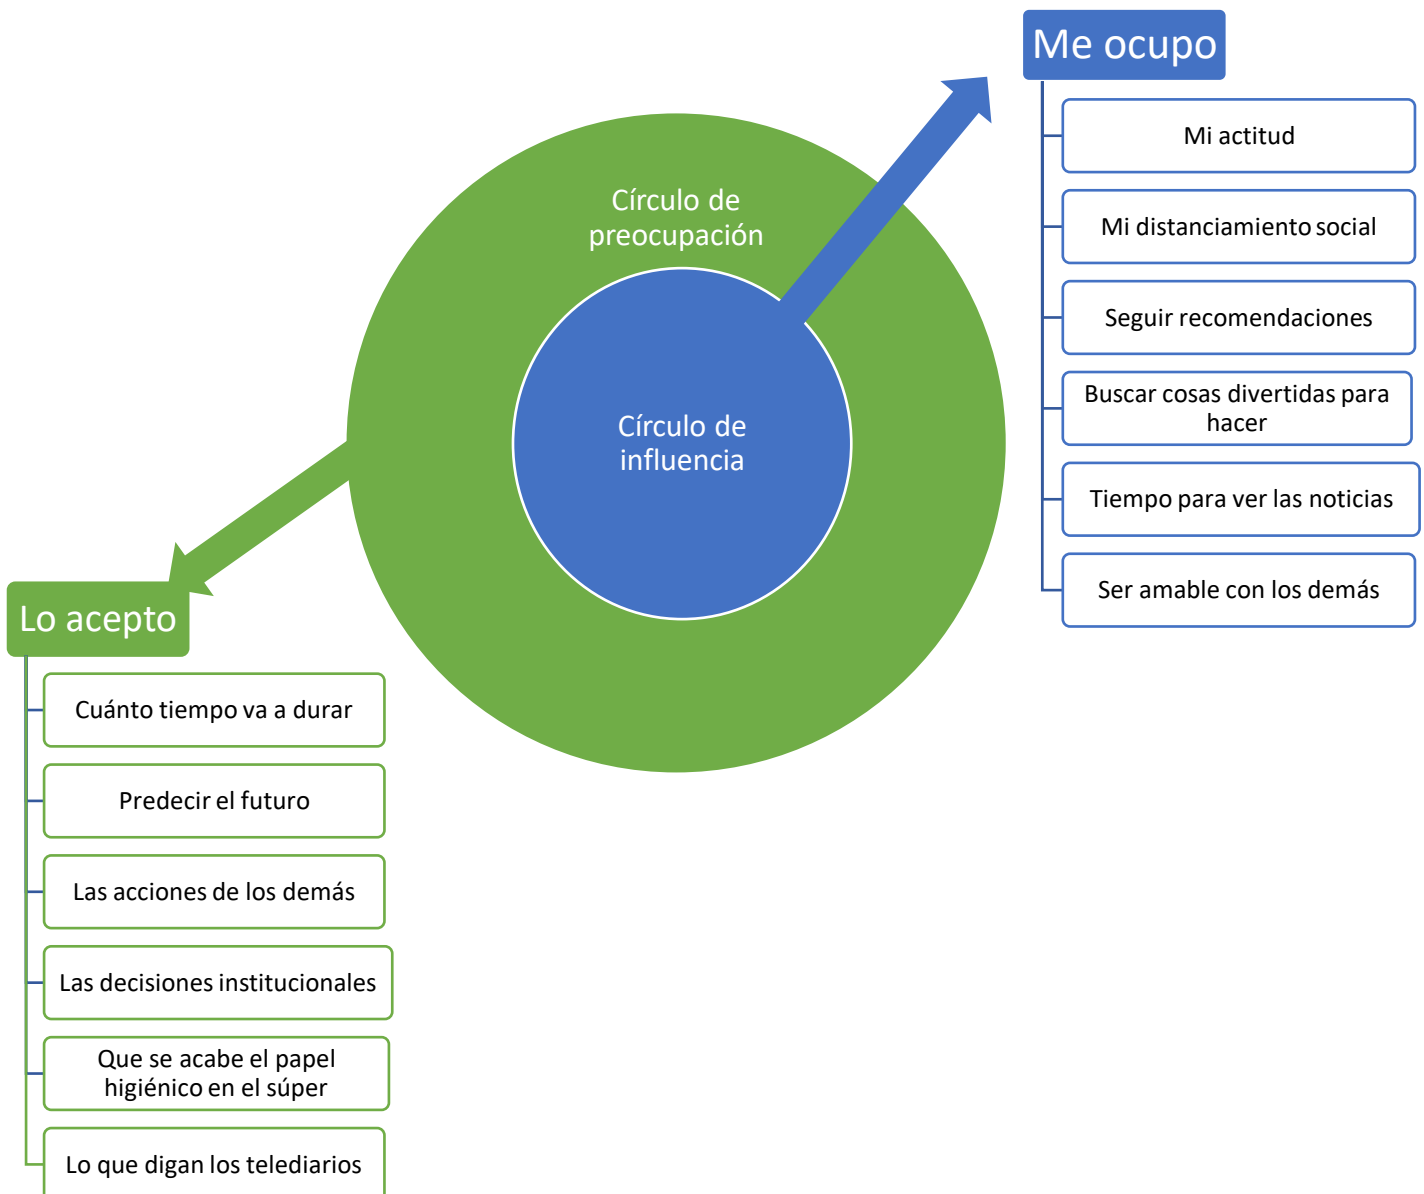 Me ocupo
Mi actitud
Mi distanciamiento social
Seguir recomendaciones
Buscar cosas divertidas para
hacer
Tiempo para ver las noticias
Ser amable con los demás
Círculo de
preocupación
Círculo de
influencia
Lo acepto
Cuánto tiempo va a durar
Predecir el futuro
Las acciones de los demás
Las decisiones institucionales
Que se acabe el papel
higiénico en el súper
Lo que digan los telediarios